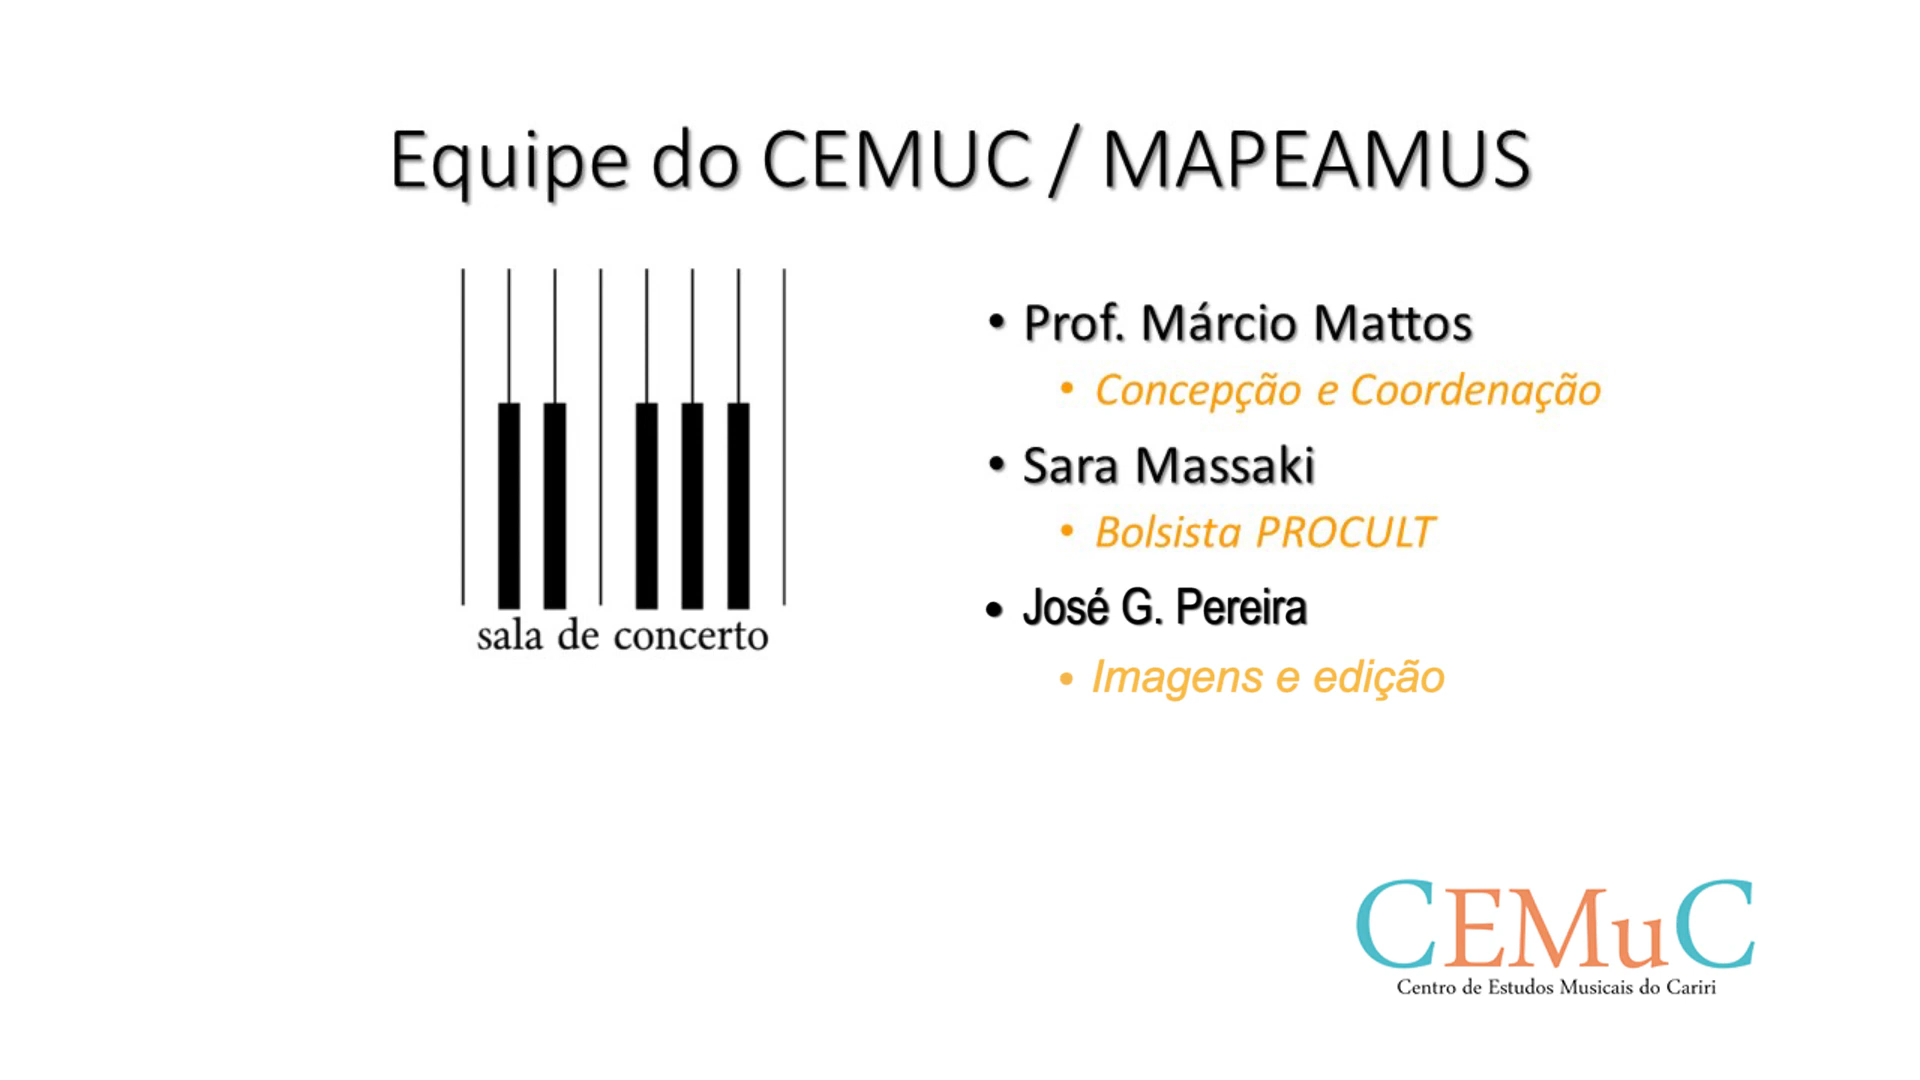 Equipe do CEMUC / MAPEAMUS
sala de concerto
• Prof. Márcio Mattos
• Concepção e Coordenação
• Sara Massaki
• Bolsista PROCULT
• José G. Pereira
• Imagens e edição
CEMuC
Centro de Estudos Musicais do Cariri